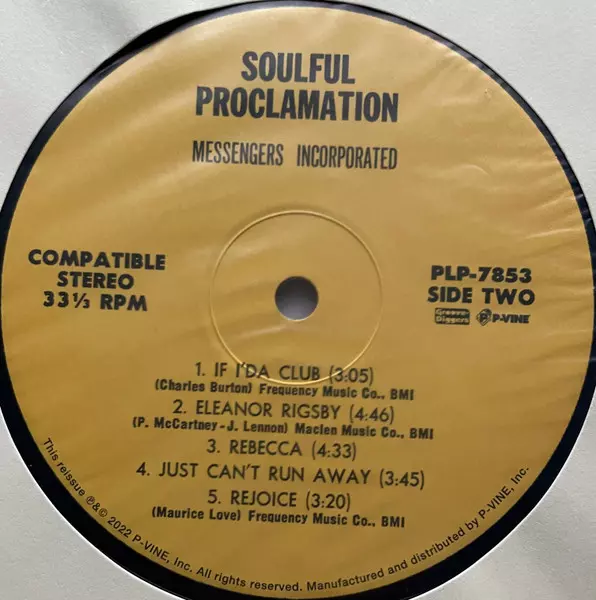 SOULFUL
PROCLAMATION
MESSENGERS INCORPORATED
COMPATIBLE
STEREO
33⅓ RPM
PLP-7853
SIDE TWO
Groove-
Diggers
P-VINE
1. IF I'DA CLUB (3:05)
(Charles Burton) Frequency Music Co., BMI
2. ELEANOR RIGSBY (4:46)
(P. McCartney-J. Lennon) Maclen Music Co., BMI
3. REBECCA (4:33)
4. JUST CAN'T RUN AWAY (3:45)
5. REJOICE (3:20)
(Maurice Love) Frequency Music Co., BMI
This reissue ℗&© 2022 P-VINE, Inc. All rights reserved. Manufactured and distributed by P-VINE, Inc.